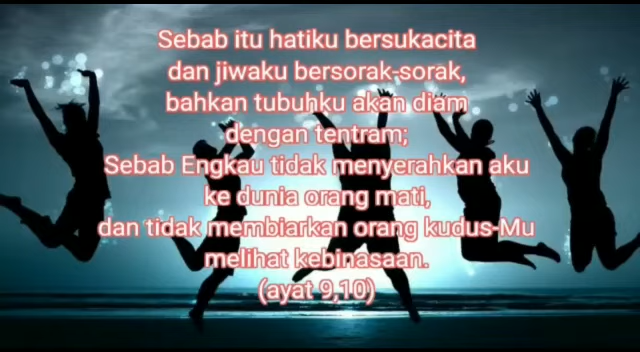 Sebab itu hatiku bersukacita
dan jiwaku bersorak-sorak,
bahkan tubuhku akan diam
dengan tentram;
Sebab Engkau tidak menyerahkan aku
ke dunia orang mati,
dan tidak membiarkan orang kudus-Mu
melihat kebinasaan.
(ayat 9,10)